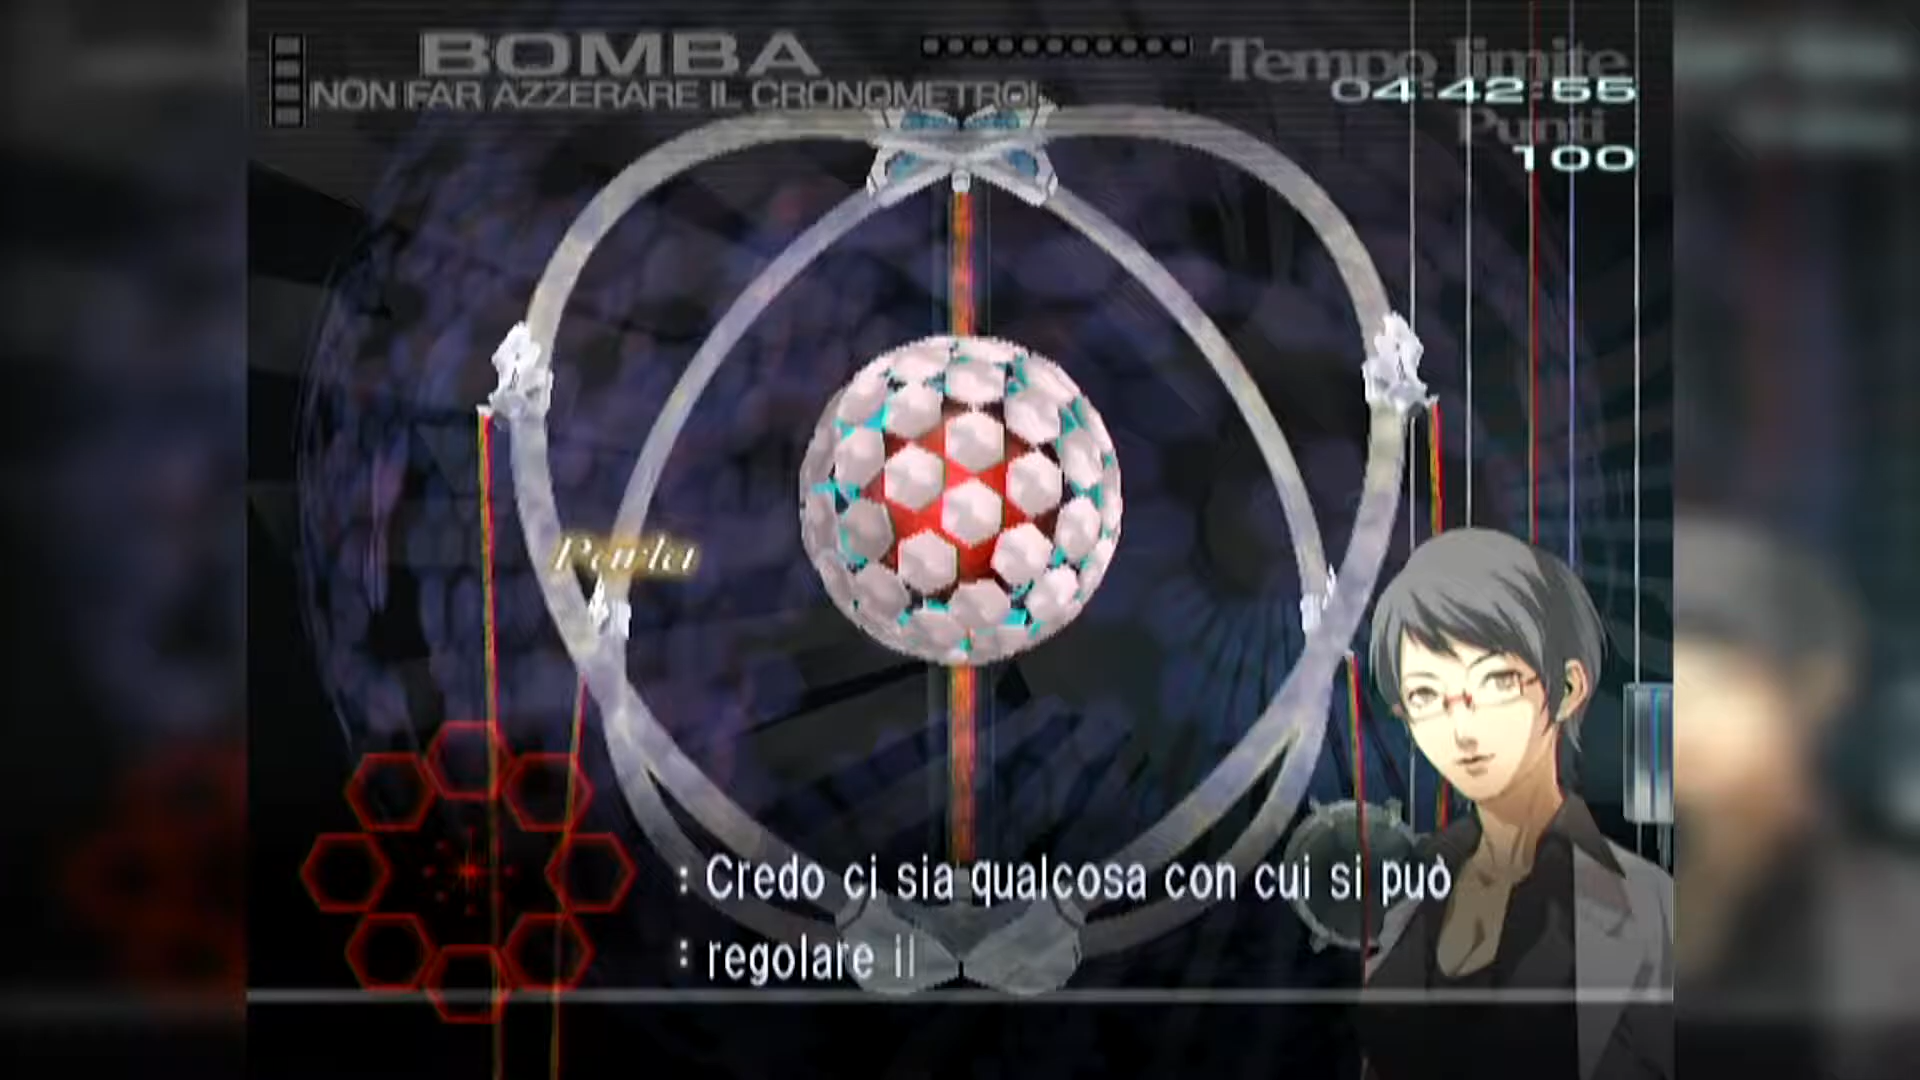 BOMBA
Tempo limite
NON FAR AZZERARE IL CRONOMETRO!
04:42:55
Punti
100
Parla
: Credo ci sia qualcosa con cui si può
: regolare il